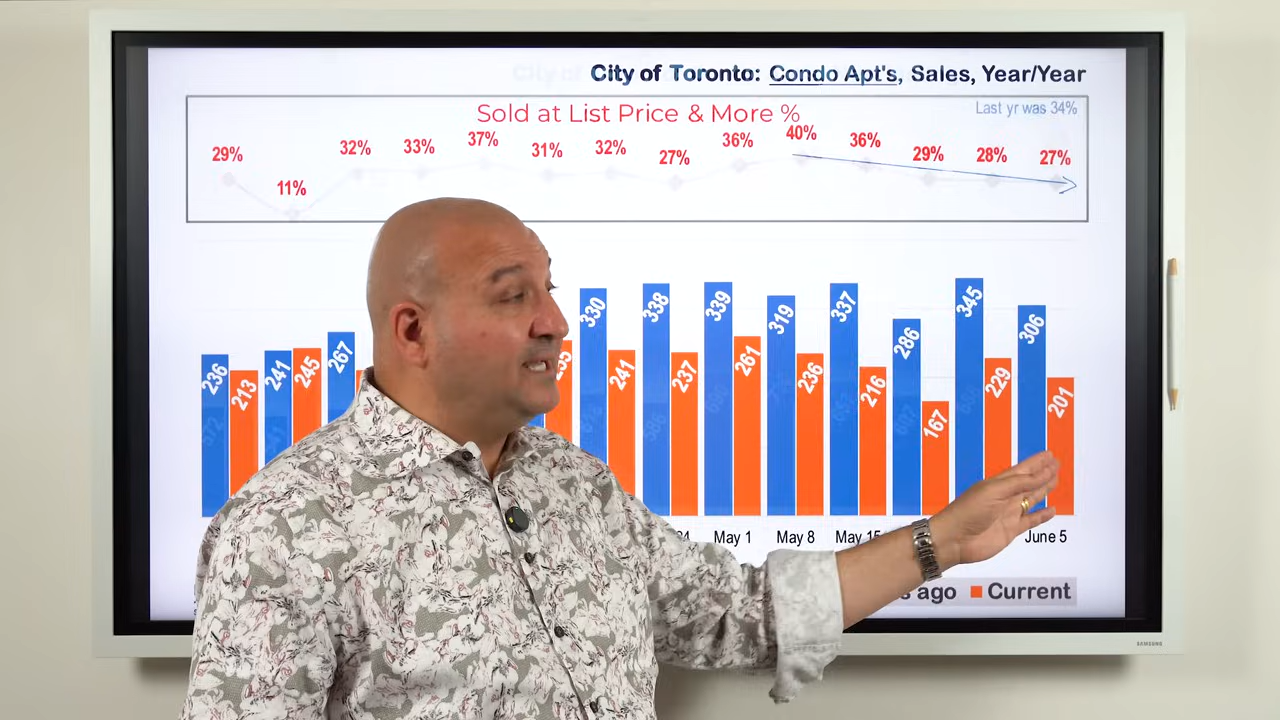 City of Toronto: Condo Apt's, Sales, Year/Year
Sold at List Price & More %
Last yr was 34%
29% 11% 32% 33% 37% 31% 32% 27% 36% 40% 36% 29% 28% 27%
236 213 241 245 267 330 241 338 237 339 261 319 236 337 216 286 167 345 229 306 201
May 1 May 8 May 15 June 5
ago Current
SAMSUNG